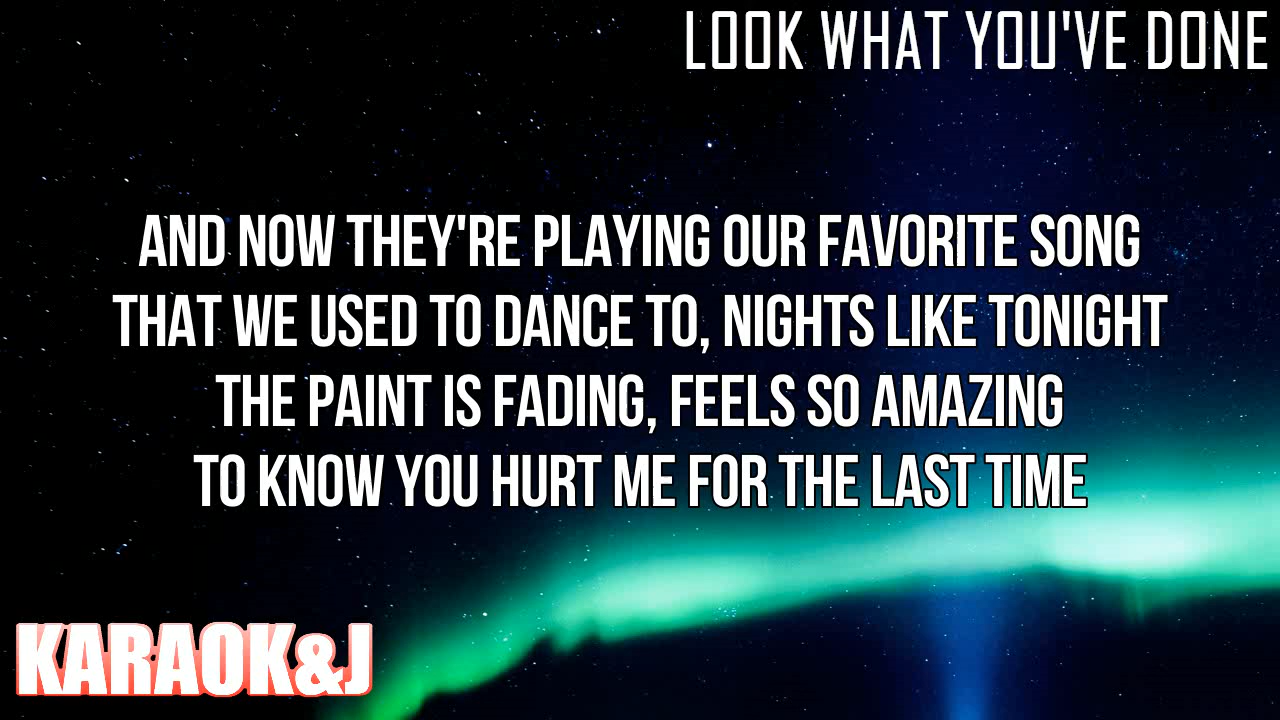 LOOK WHAT YOU'VE DONE
AND NOW THEY'RE PLAYING OUR FAVORITE SONG
THAT WE USED TO DANCE TO, NIGHTS LIKE TONIGHT
THE PAINT IS FADING, FEELS SO AMAZING
TO KNOW YOU HURT ME FOR THE LAST TIME
KARAOK&J